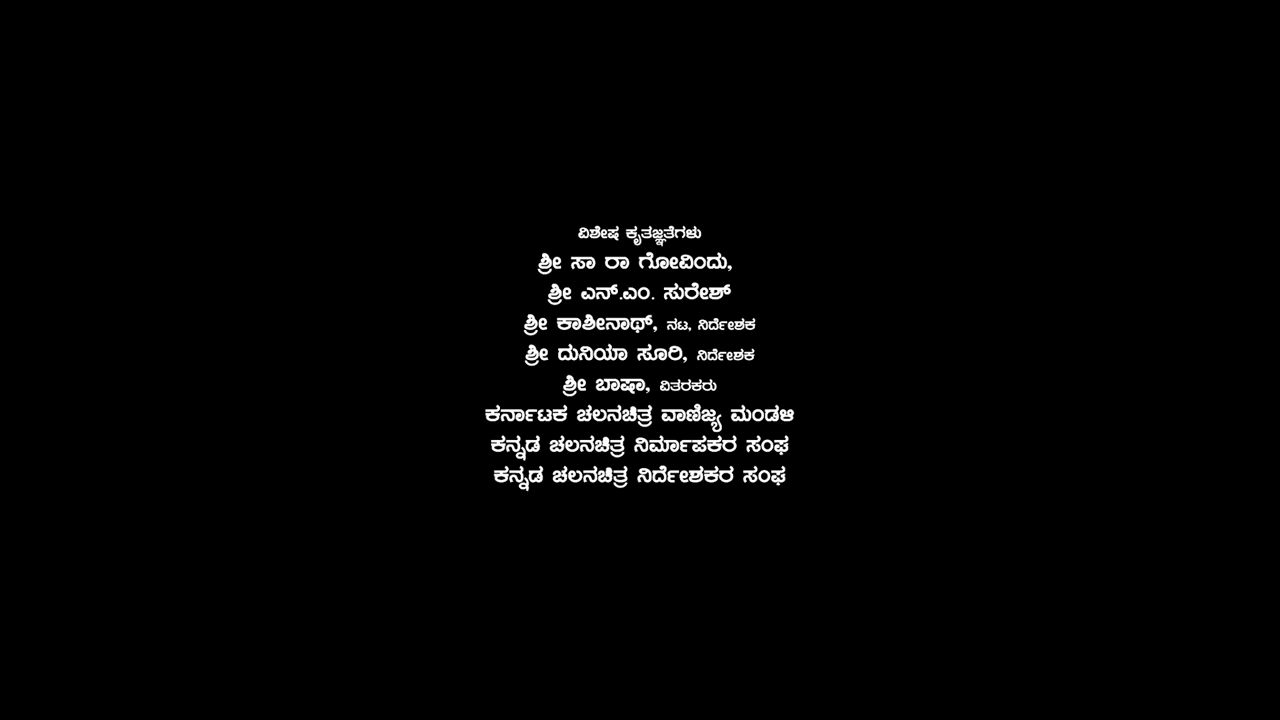 ವಿಶೇಷ ಕೃತಜ್ಞತೆಗಳು
ಶ್ರೀ ಸಾ ರಾ ಗೋವಿಂದು,
ಶ್ರೀ ಎನ್.ಎಂ. ಸುರೇಶ್
ಶ್ರೀ ಕಾಶೀನಾಥ್, ನಟ, ನಿರ್ದೇಶಕ
ಶ್ರೀ ದುನಿಯಾ ಸೂರಿ, ನಿರ್ದೇಶಕ
ಶ್ರೀ ಬಾಷಾ, ವಿತರಕರು
ಕರ್ನಾಟಕ ಚಲನಚಿತ್ರ ವಾಣಿಜ್ಯ ಮಂಡಳಿ
ಕನ್ನಡ ಚಲನಚಿತ್ರ ನಿರ್ಮಾಪಕರ ಸಂಘ
ಕನ್ನಡ ಚಲನಚಿತ್ರ ನಿರ್ದೇಶಕರ ಸಂಘ